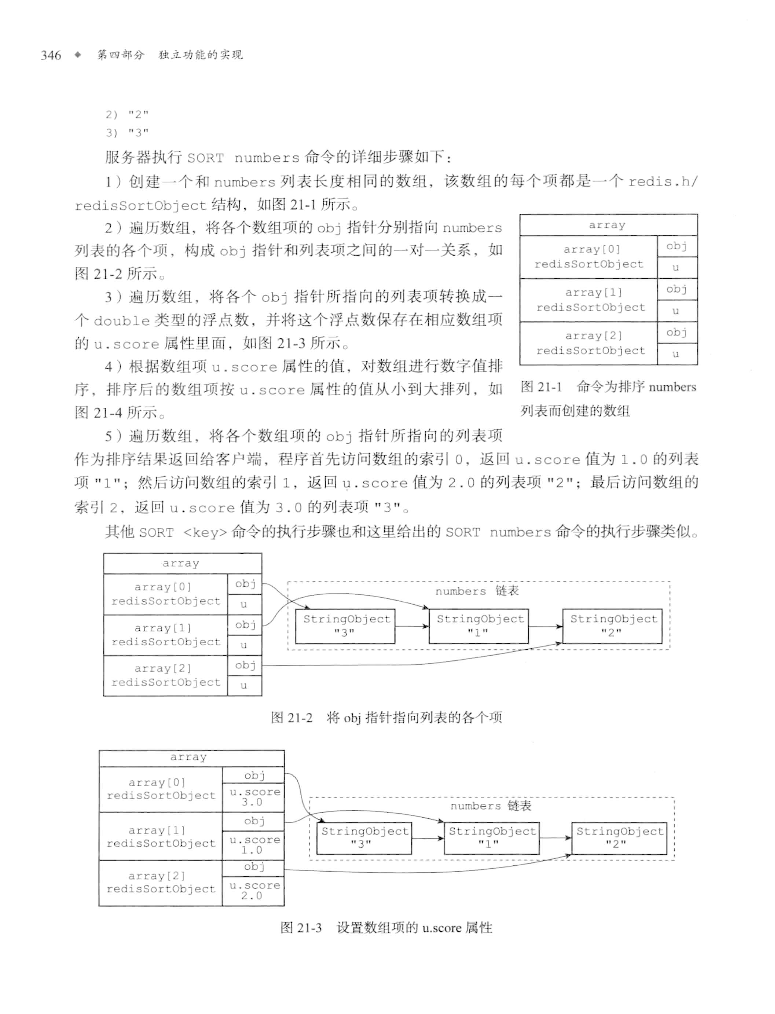 346 ◆ 第四部分 独立功能的实现
2) "2"
3) "3"
服务器执行 SORT numbers 命令的详细步骤如下：
1）创建一个和 numbers 列表长度相同的数组，该数组的每个项都是一个 redis.h/
redisSortObject 结构，如图 21-1 所示。
2）遍历数组，将各个数组项的 obj 指针分别指向 numbers
列表的各个项，构成 obj 指针和列表项之间的一对一关系，如
图 21-2 所示。
3）遍历数组，将各个 obj 指针所指向的列表项转换成一
个 double 类型的浮点数，并将这个浮点数保存在相应数组项
的 u.score 属性里面，如图 21-3 所示。
4）根据数组项 u.score 属性的值，对数组进行数字值排
序，排序后的数组项按 u.score 属性的值从小到大排列，如
图 21-4 所示。
array
array[0]
redisSortObject
obj
u
array[1]
redisSortObject
obj
u
array[2]
redisSortObject
obj
u
图 21-1 命令为排序 numbers
列表而创建的数组
5）遍历数组，将各个数组项的 obj 指针所指向的列表项
作为排序结果返回给客户端，程序首先访问数组的索引 0，返回 u.score 值为 1.0 的列表
项 "1"；然后访问数组的索引 1，返回 u.score 值为 2.0 的列表项 "2"；最后访问数组的
索引 2，返回 u.score 值为 3.0 的列表项 "3"。
其他 SORT <key> 命令的执行步骤也和这里给出的 SORT numbers 命令的执行步骤类似。
array
array[0]
redisSortObject
obj
u
array[1]
redisSortObject
obj
u
array[2]
redisSortObject
obj
u
numbers 链表
StringObject
"3"
StringObject
"1"
StringObject
"2"
图 21-2 将 obj 指针指向列表的各个项
array
array[0]
redisSortObject
obj
u.score
3.0
array[1]
redisSortObject
obj
u.score
1.0
array[2]
redisSortObject
obj
u.score
2.0
numbers 链表
StringObject
"3"
StringObject
"1"
StringObject
"2"
图 21-3 设置数组项的 u.score 属性